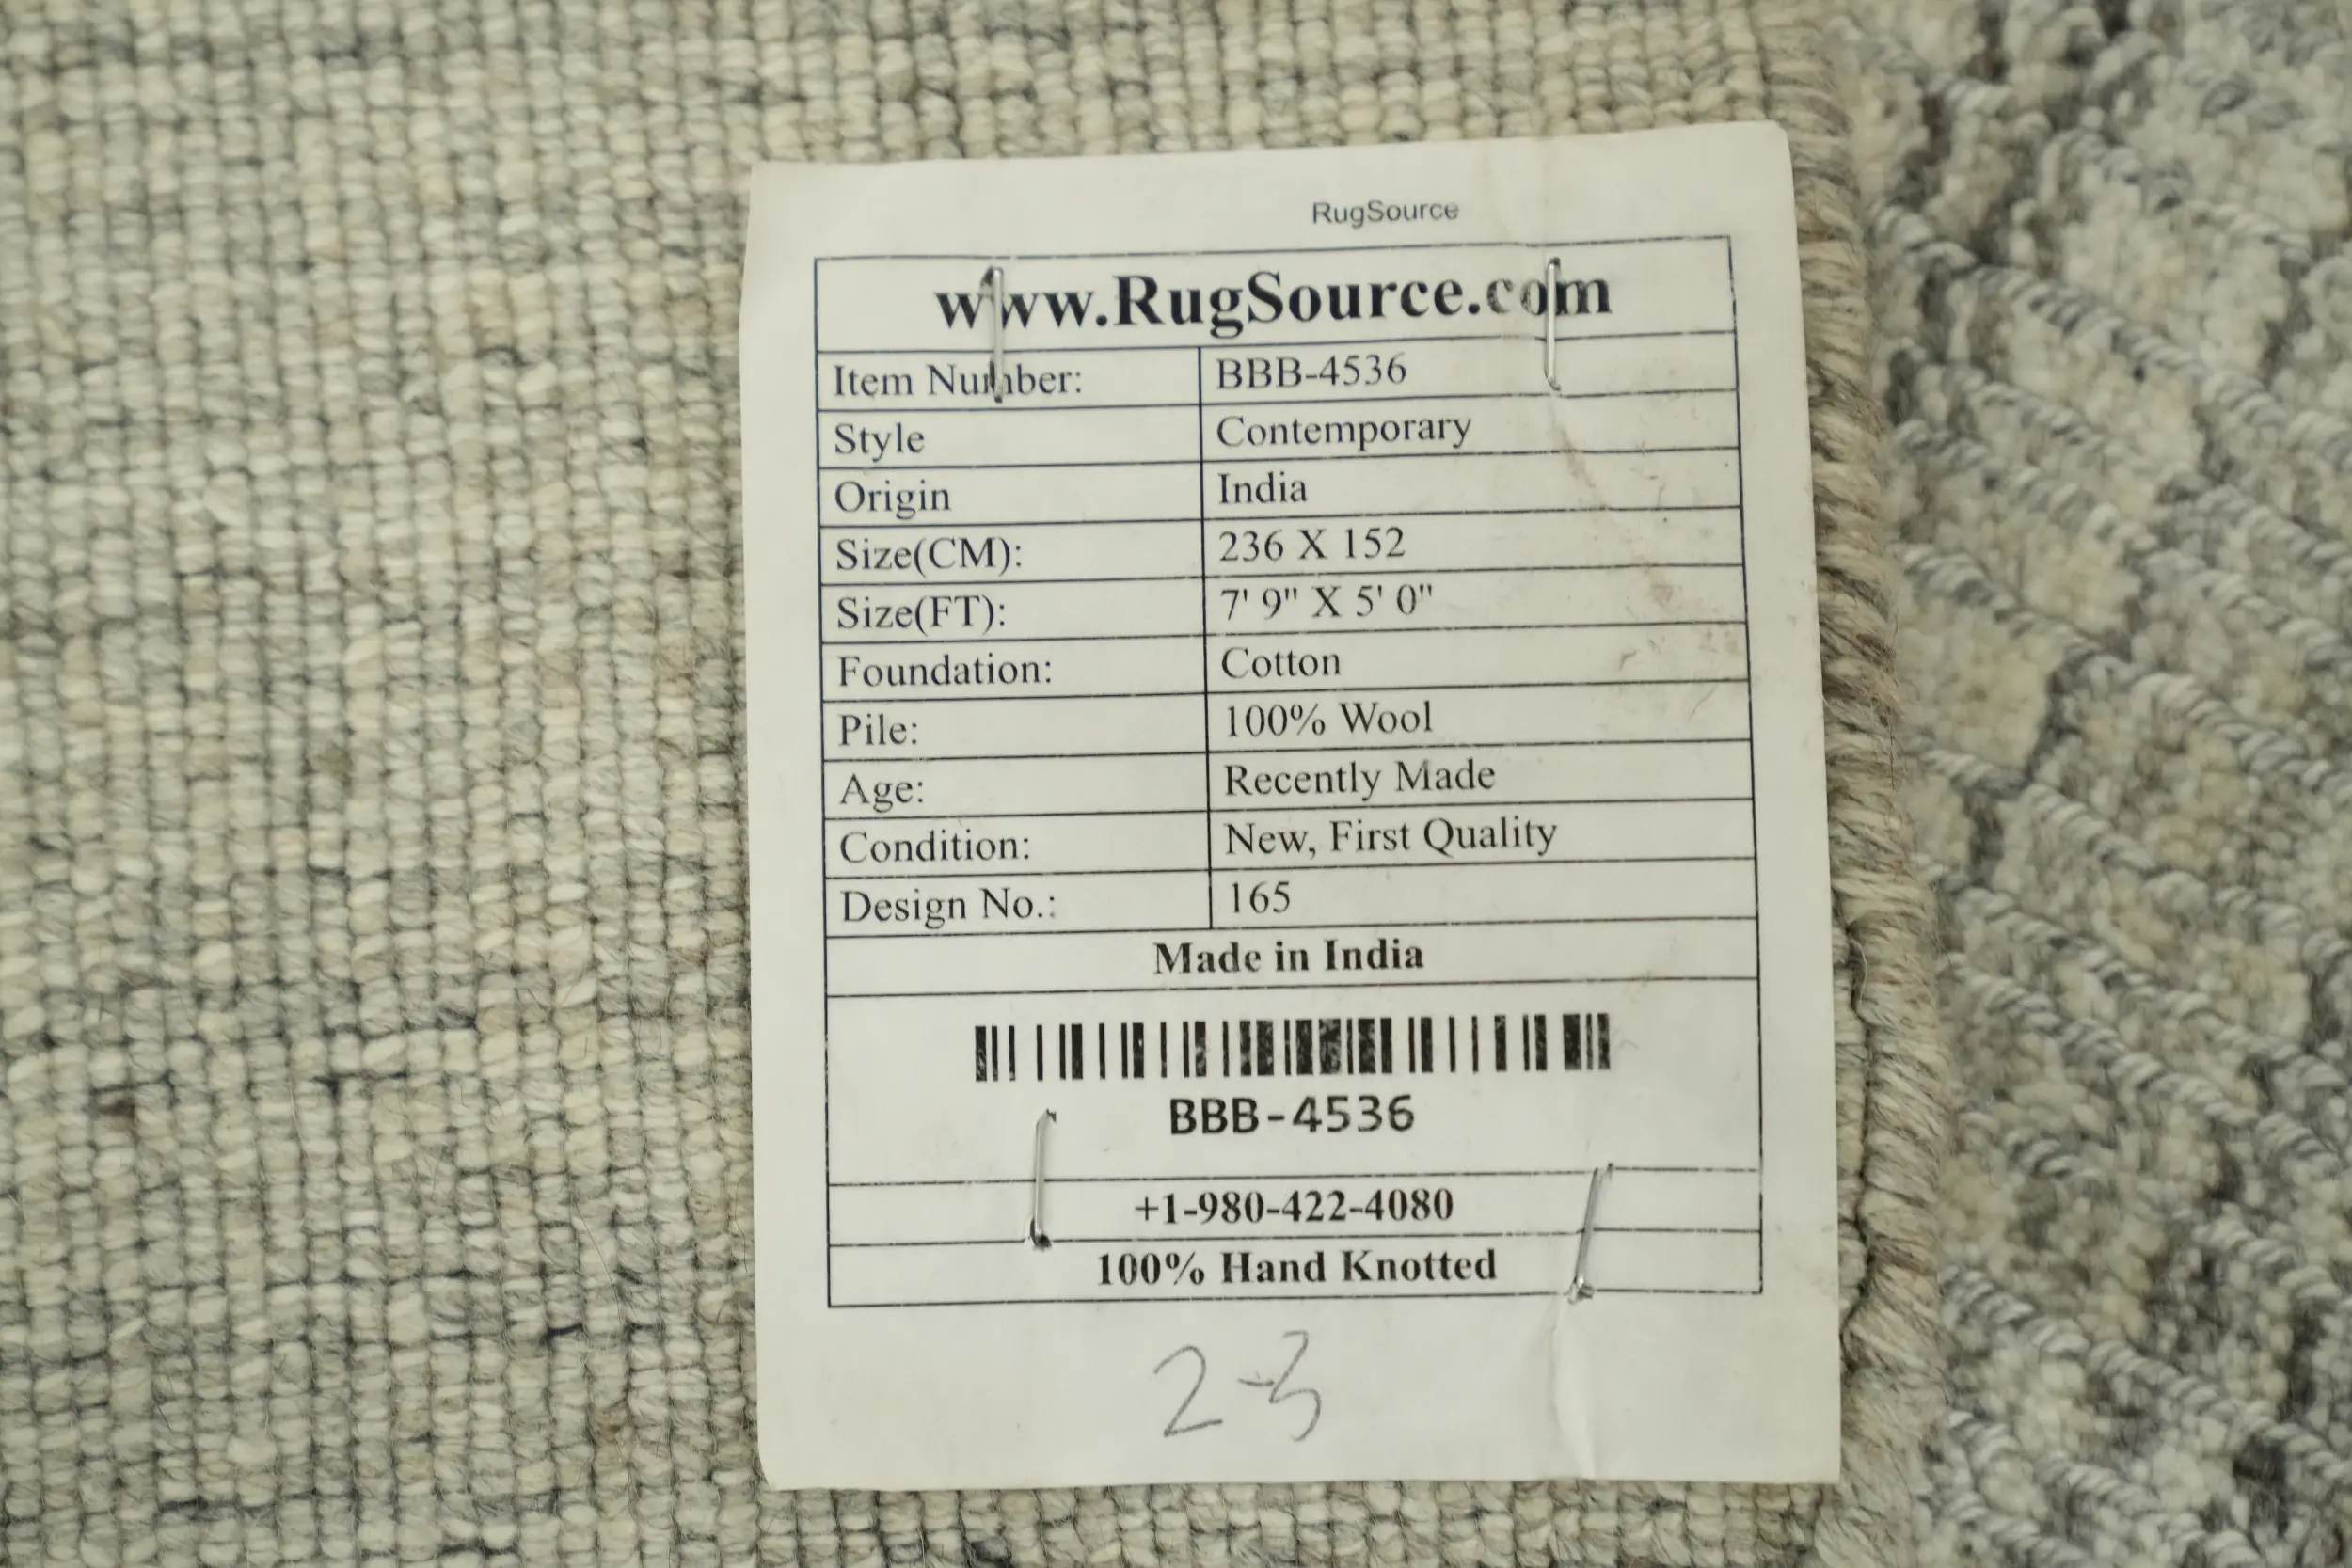 RugSource
www.RugSource.com
Item Number: BBB-4536
Style Contemporary
Origin India
Size(CM): 236 X 152
Size(FT): 7' 9" X 5' 0"
Foundation: Cotton
Pile: 100% Wool
Age: Recently Made
Condition: New, First Quality
Design No.: 165
Made in India
BBB-4536
+1-980-422-4080
100% Hand Knotted
2-3